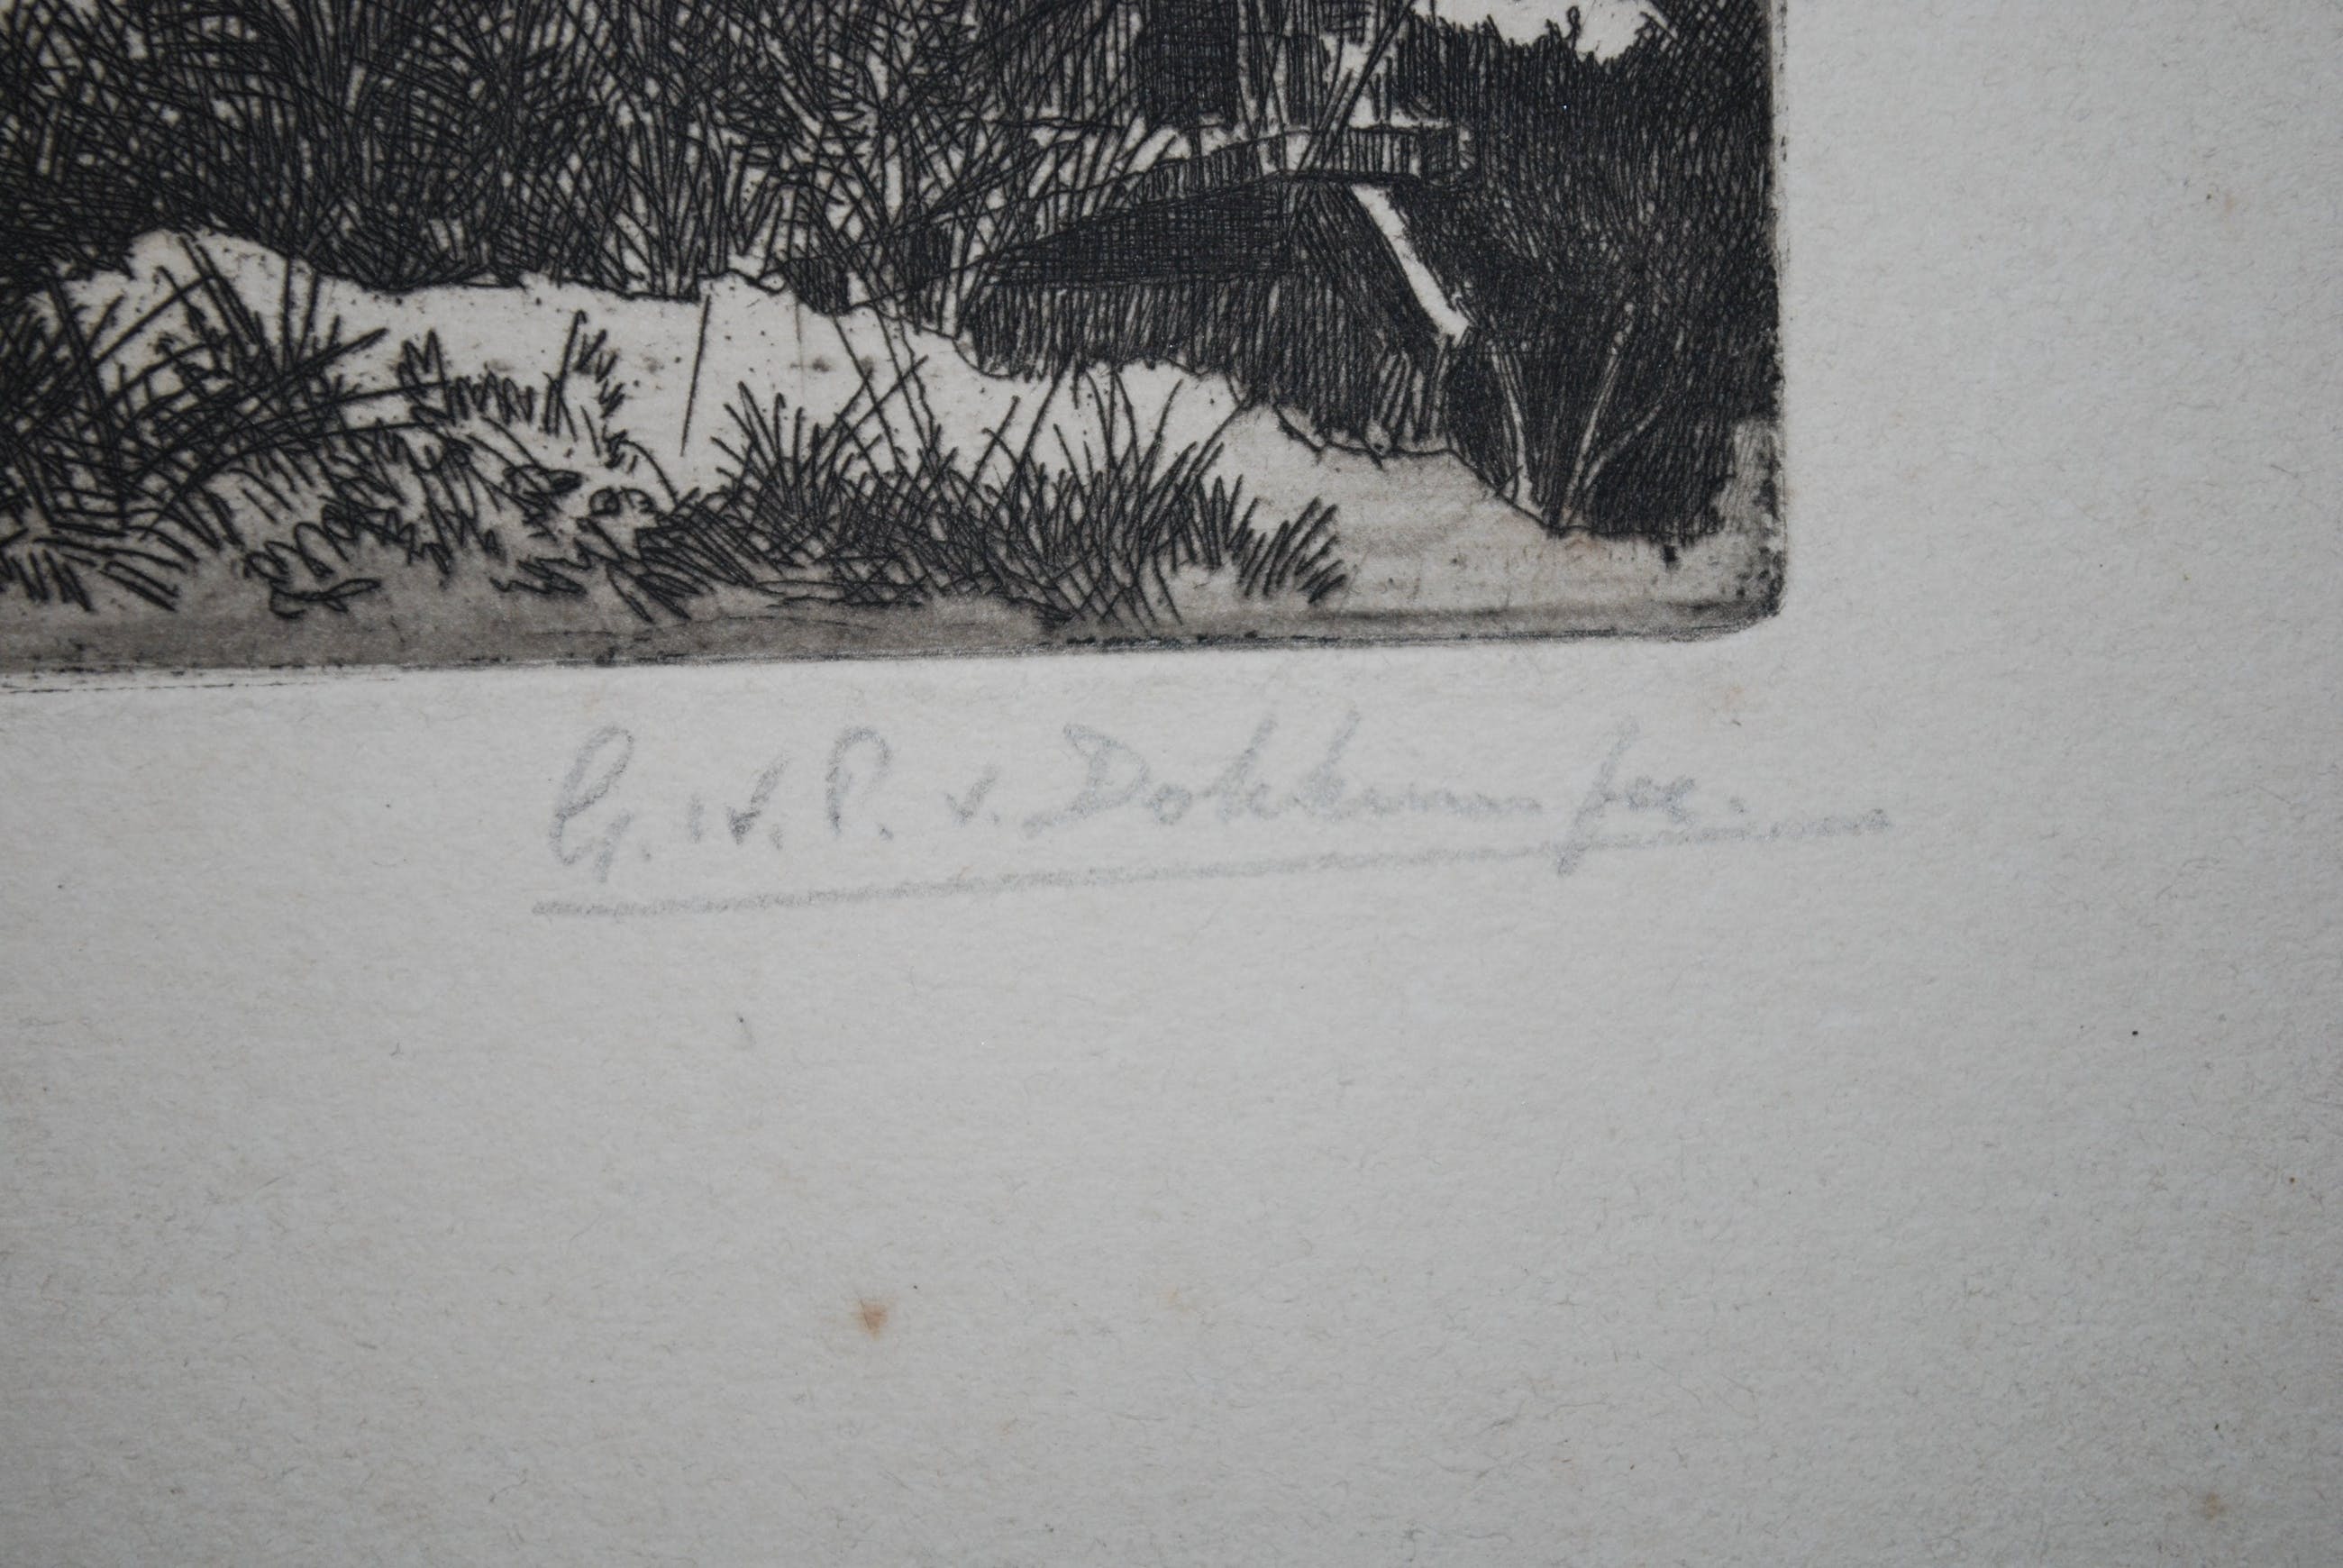 G. W. P. v. Dokkum fec.